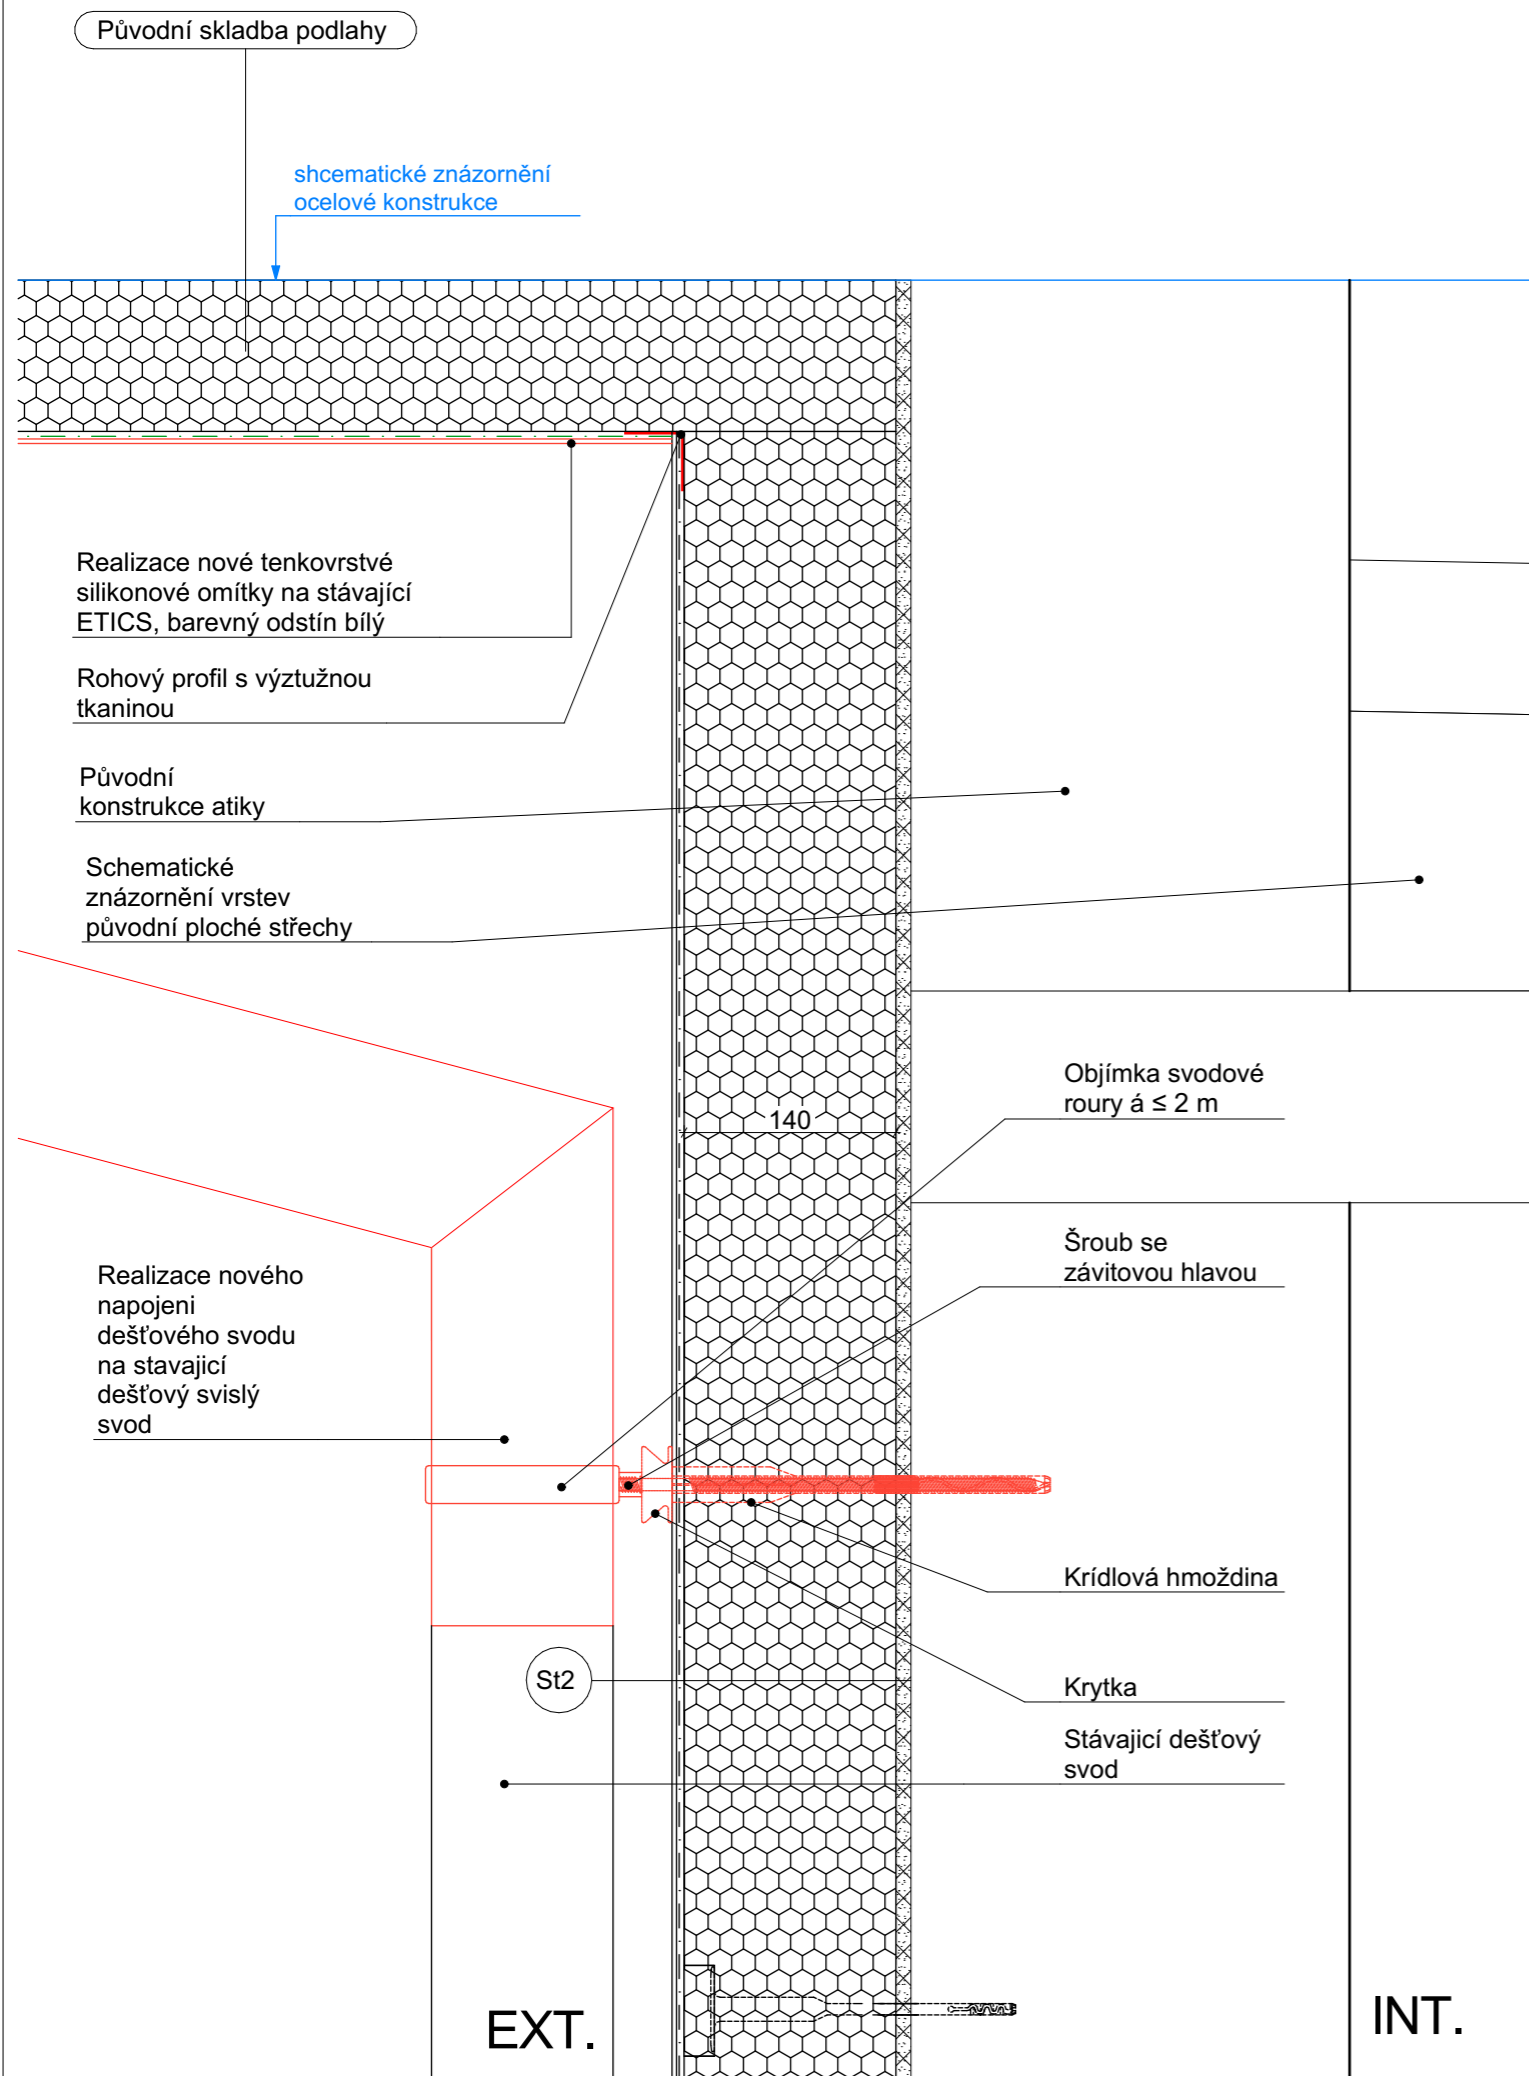 Původní skladba podlahy
shcematické znázornění
ocelové konstrukce
Realizace nové tenkovrstvé
silikonové omítky na stávající
ETICS, barevný odstín bílý
Rohový profil s výztužnou
tkaninou
Původní
konstrukce atiky
Schematické
znázornění vrstev
původní ploché střechy
Objímka svodové
roury á ≤ 2 m
140
Šroub se
závitovou hlavou
Realizace nového
napojeni
dešťového svodu
na stavajicí
dešťový svislý
svod
Krídlová hmoždina
St2
Krytka
Stávajicí dešťový
svod
EXT.
INT.